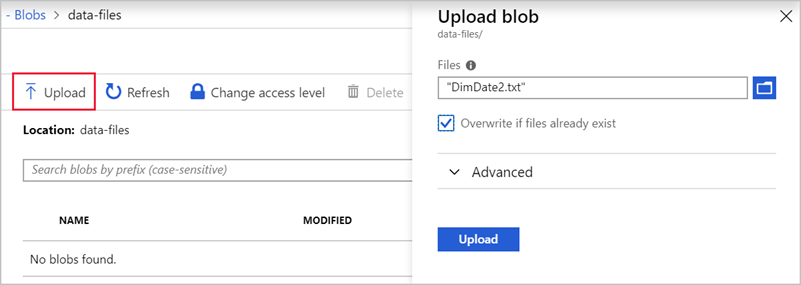 - Blobs > data-files
Upload Refresh Change access level Delete
Location: data-files
Search blobs by prefix (case-sensitive)
NAME MODIFIED
No blobs found.
Upload blob
data-files/
Files
"DimDate2.txt"
Overwrite if files already exist
Advanced
Upload